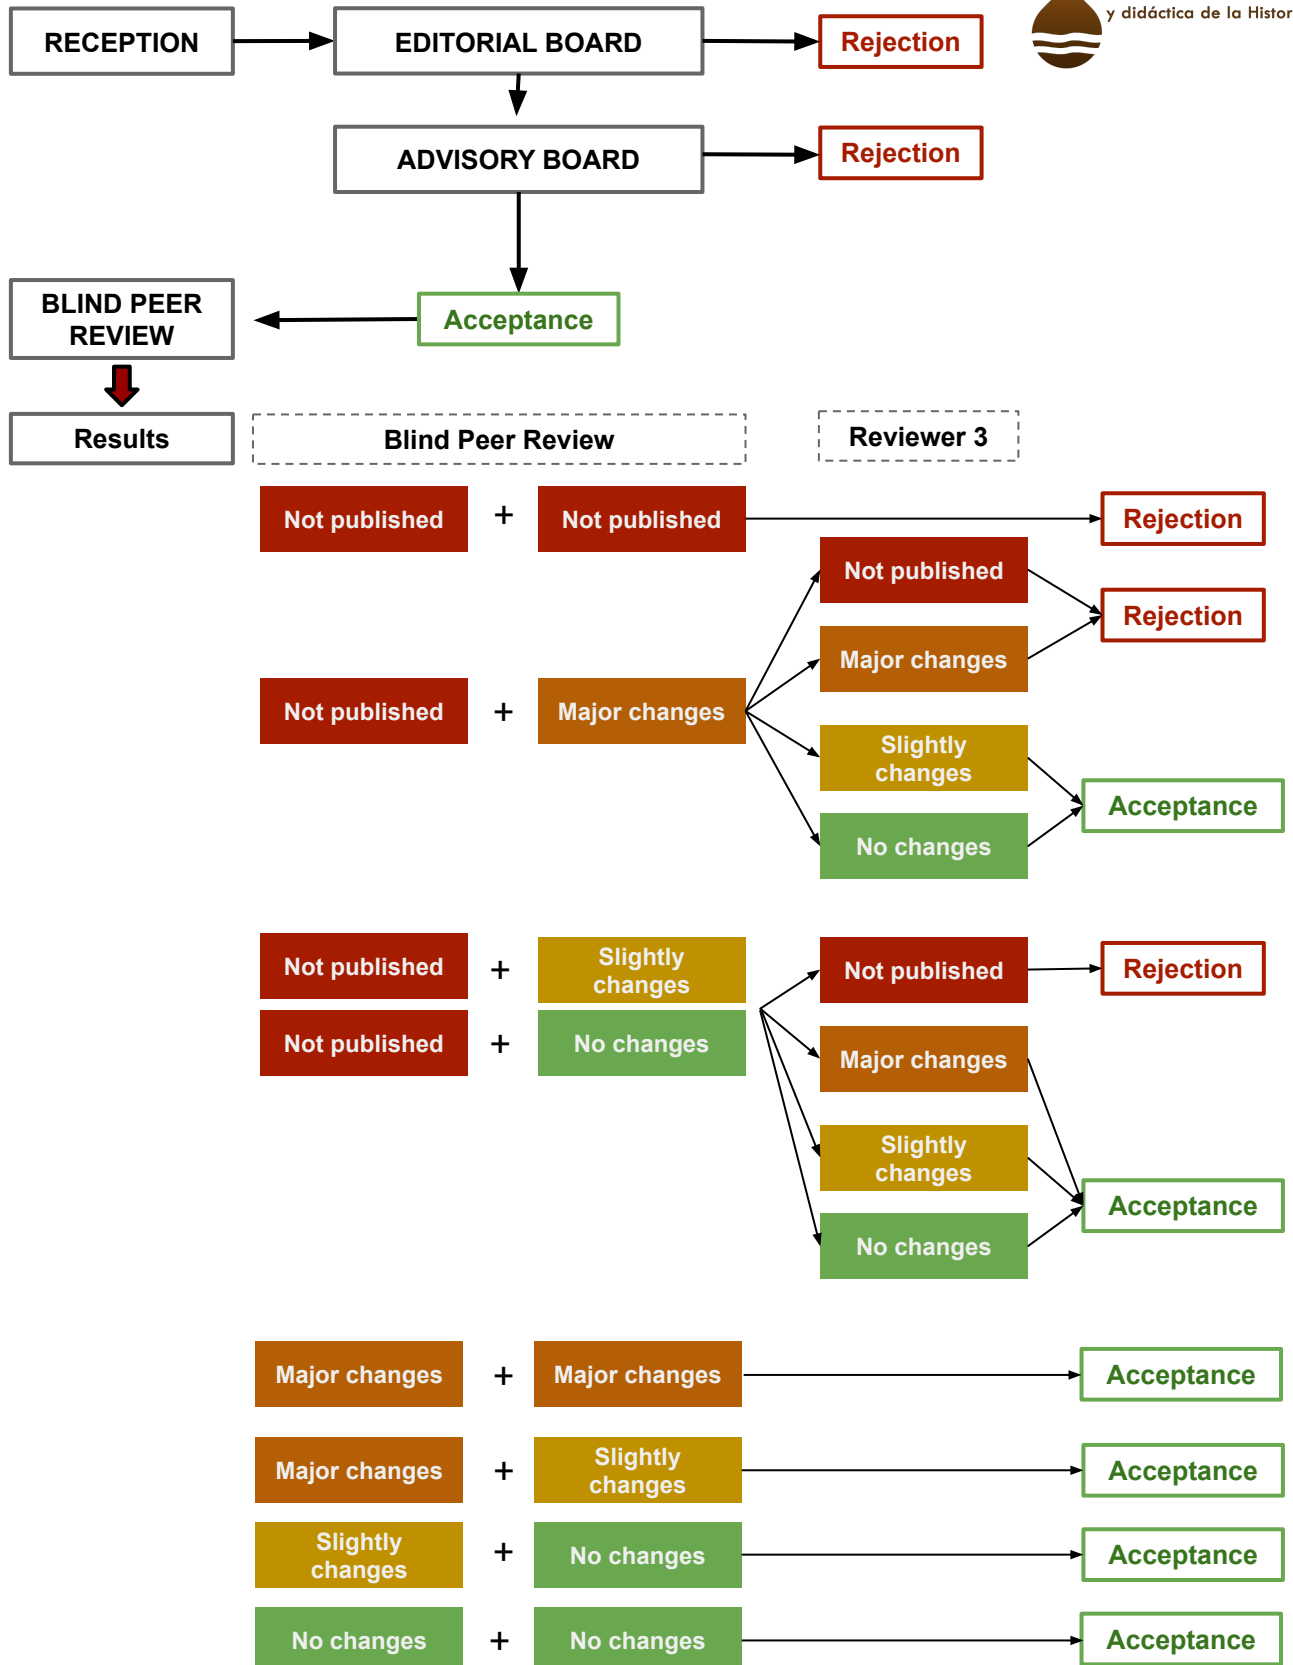 y didáctica de la Histor
RECEPTION
EDITORIAL BOARD
Rejection
ADVISORY BOARD
Rejection
BLIND PEER
REVIEW
Acceptance
Results
Blind Peer Review
Reviewer 3
Not published
+
Not published
Rejection
Not published
Rejection
Major changes
Not published
+
Major changes
Slightly
changes
Acceptance
No changes
Not published
+
Slightly
changes
Not published
Rejection
Not published
+
No changes
Major changes
Slightly
changes
Acceptance
No changes
Major changes
+
Major changes
Acceptance
Major changes
+
Slightly
changes
Acceptance
Slightly
changes
+
No changes
Acceptance
No changes
+
No changes
Acceptance